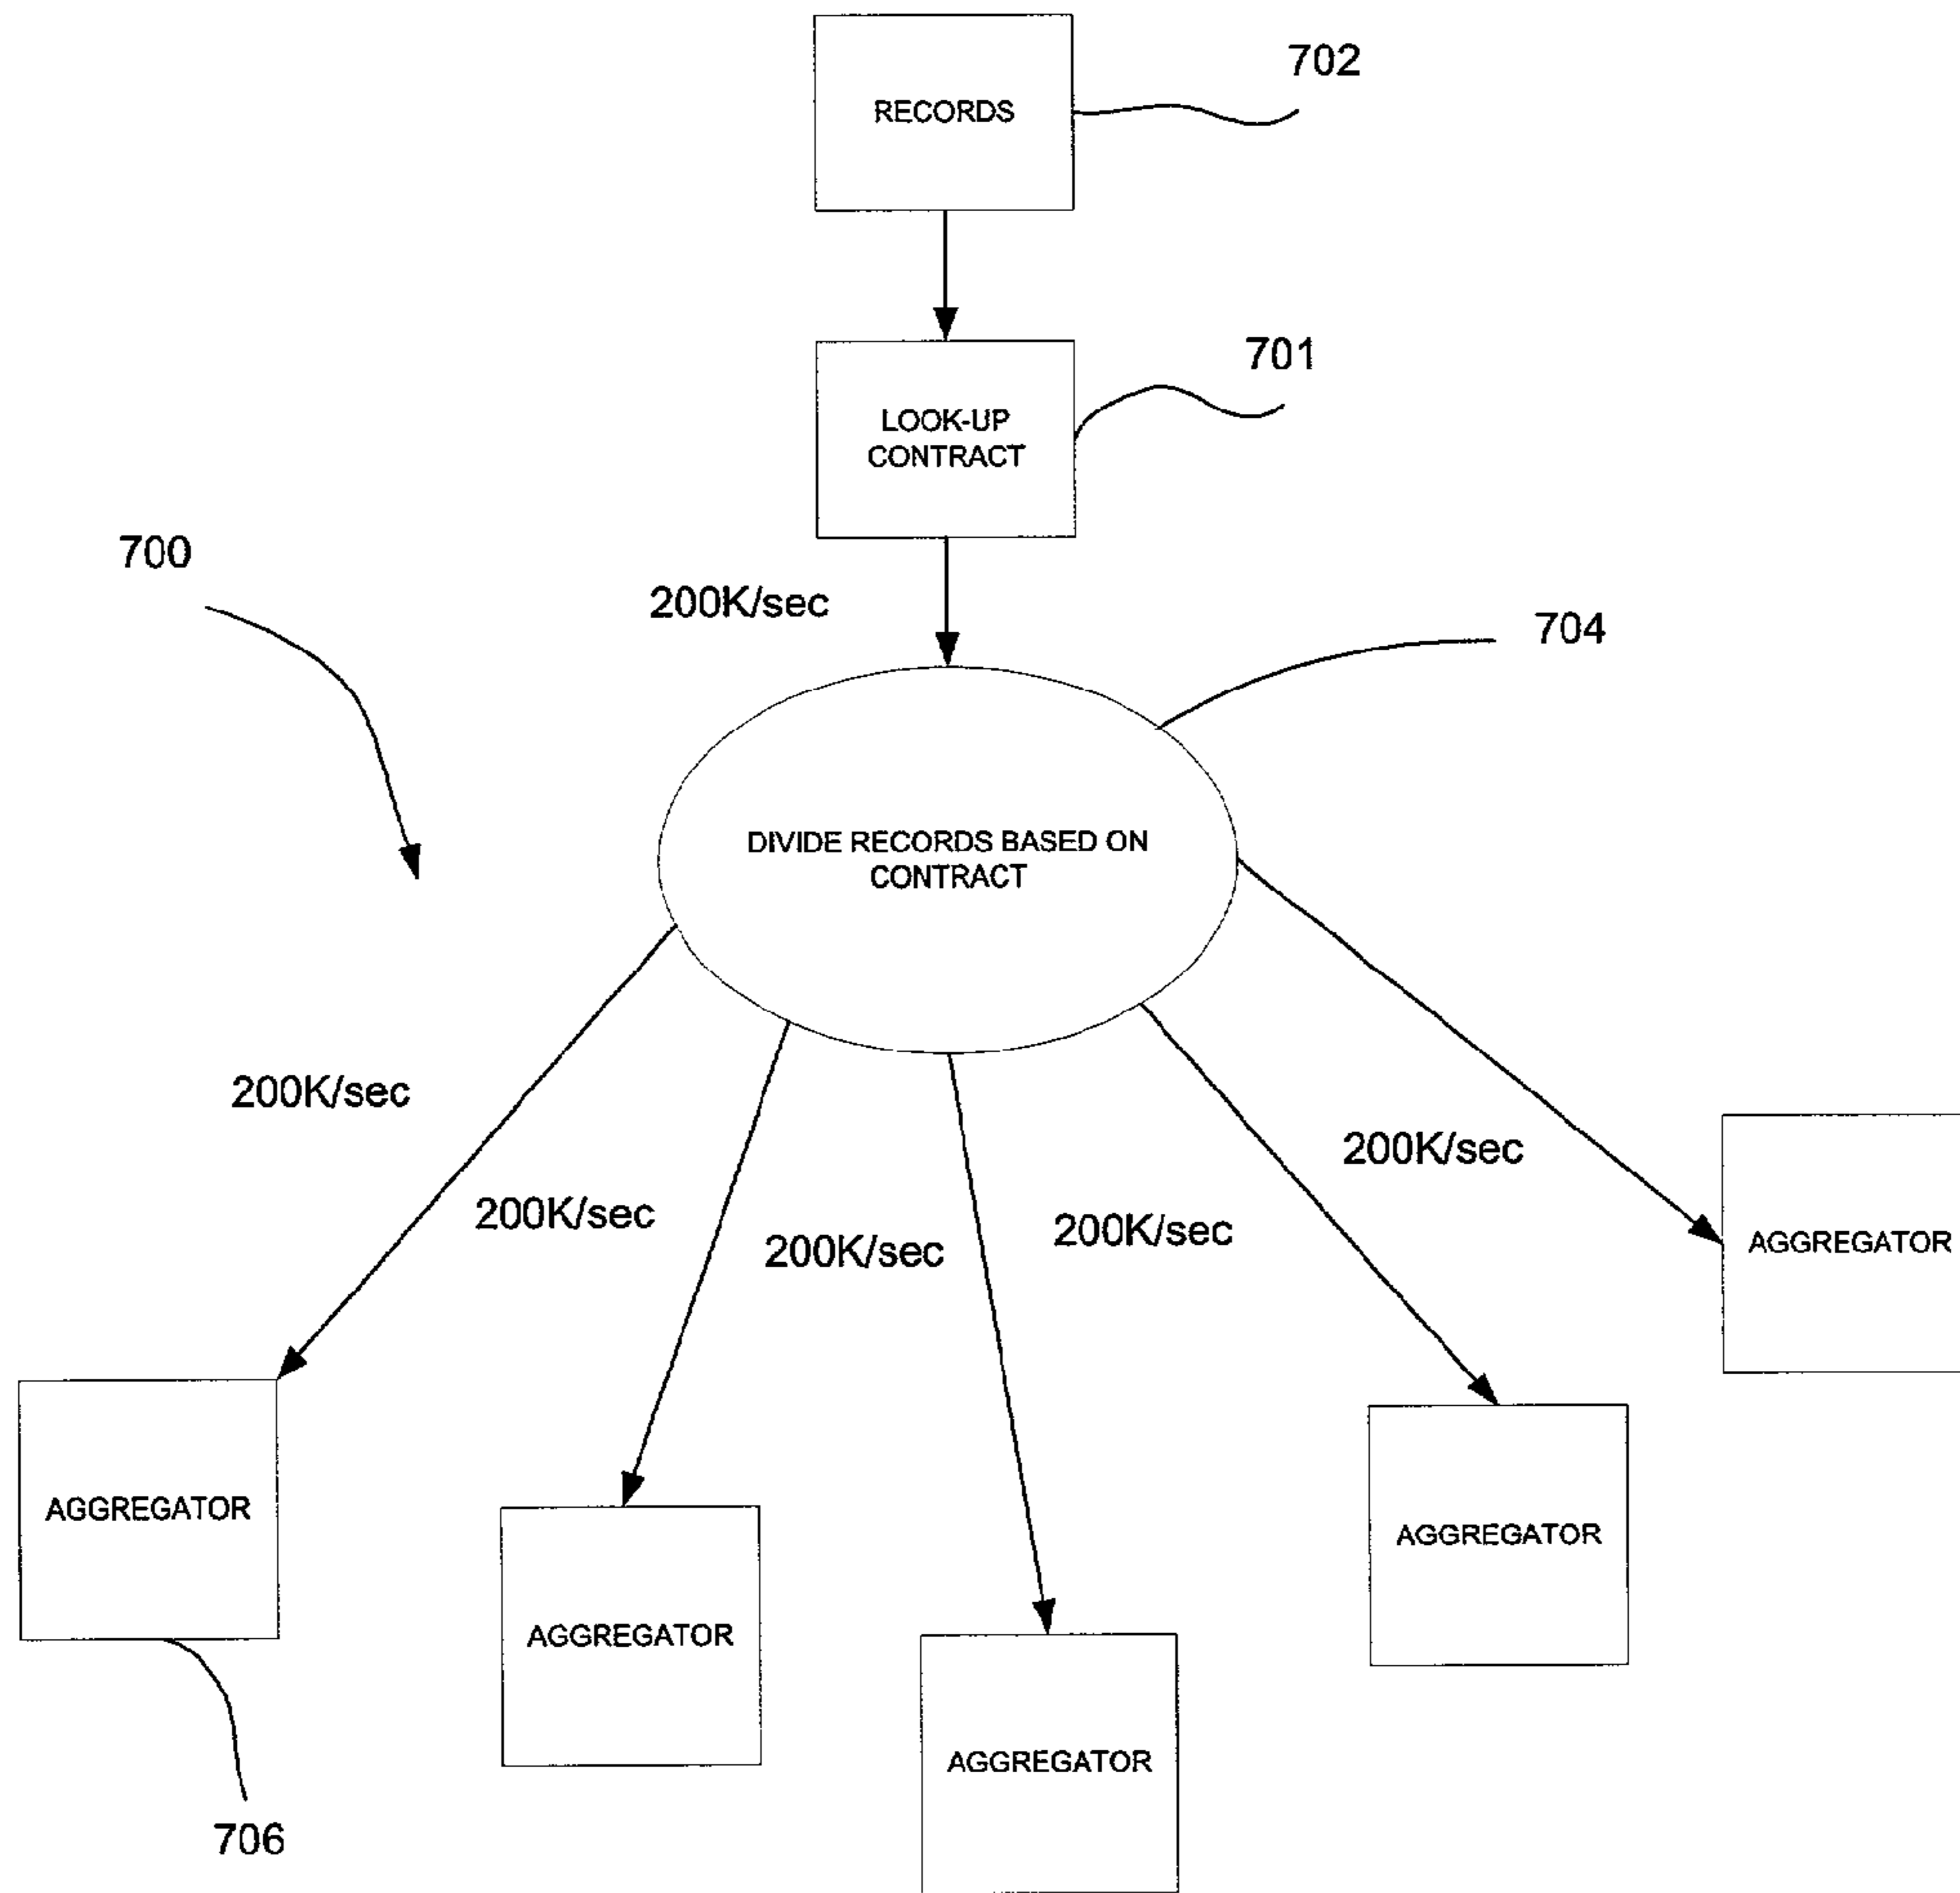 702
RECORDS
701
LOOK-UP
CONTRACT
700
200K/sec
704
DIVIDE RECORDS BASED ON
CONTRACT
200K/sec
200K/sec
200K/sec
200K/sec
200K/sec
AGGREGATOR
AGGREGATOR
AGGREGATOR
AGGREGATOR
AGGREGATOR
706